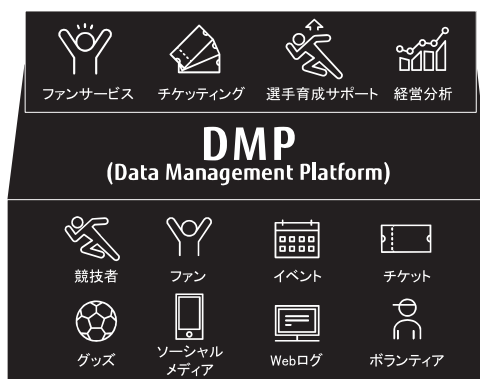 ファンサービス チケッティング 選手育成サポート 経営分析
DMP
(Data Management Platform)
競技者 ファン イベント チケット
グッズ ソーシャル
メディア Webログ ボランティア